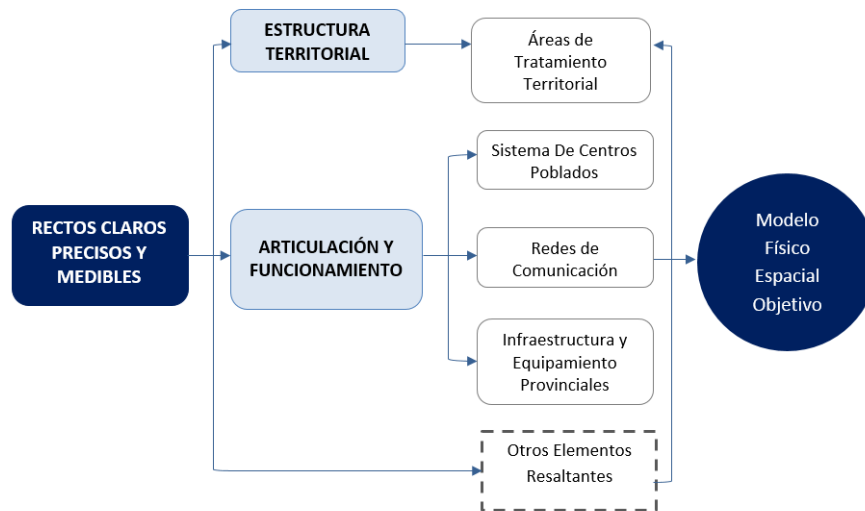 ESTRUCTURA
TERRITORIAL
Áreas de
Tratamiento
Territorial
Sistema De Centros
Poblados
RECTOS CLAROS
PRECISOS Y
MEDIBLES
ARTICULACIÓN Y
FUNCIONAMIENTO
Redes de
Comunicación
Modelo
Físico
Espacial
Objetivo
Infraestructura y
Equipamiento
Provinciales
Otros Elementos
Resaltantes